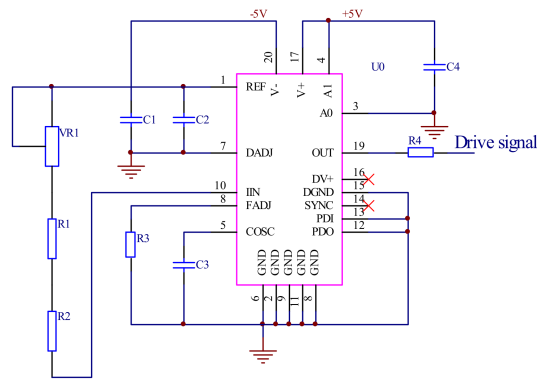 -5V +5V
20 17 4
U0
1 REF V- V+ A1 C4
A0 3
C1 C2
VR1
7 DADJ OUT 19 R4 Drive signal
DV+ 16
10 IIN DGND 15
8 FADJ SYNC 14
R1 PDI 13
R3 5 COSC PDO 12
C3 GND GND GND GND GND
6 2 9 11 8
R2